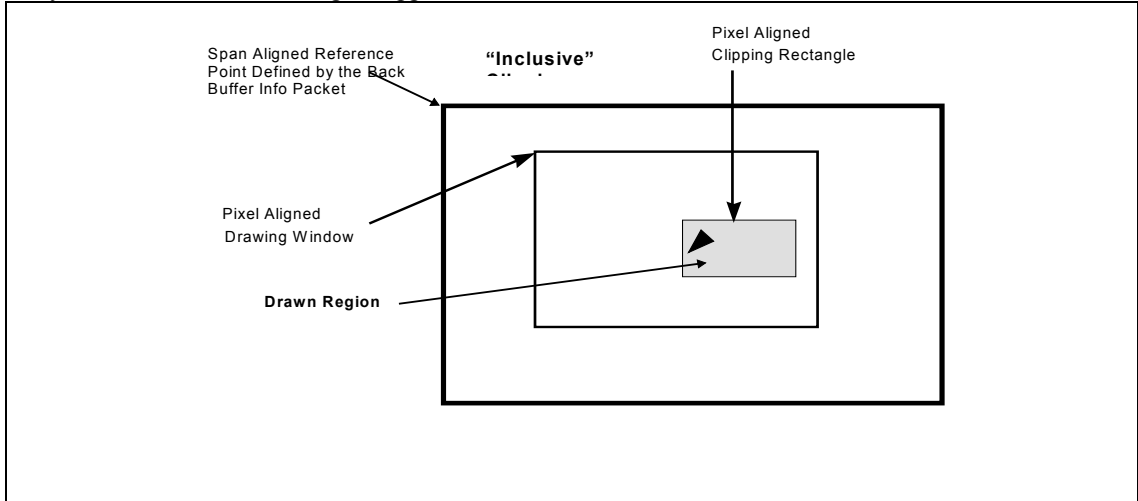 Span Aligned Reference
Point Defined by the Back
Buffer Info Packet
"Inclusive"
Pixel Aligned
Clipping Rectangle
Pixel Aligned
Drawing Window
Drawn Region